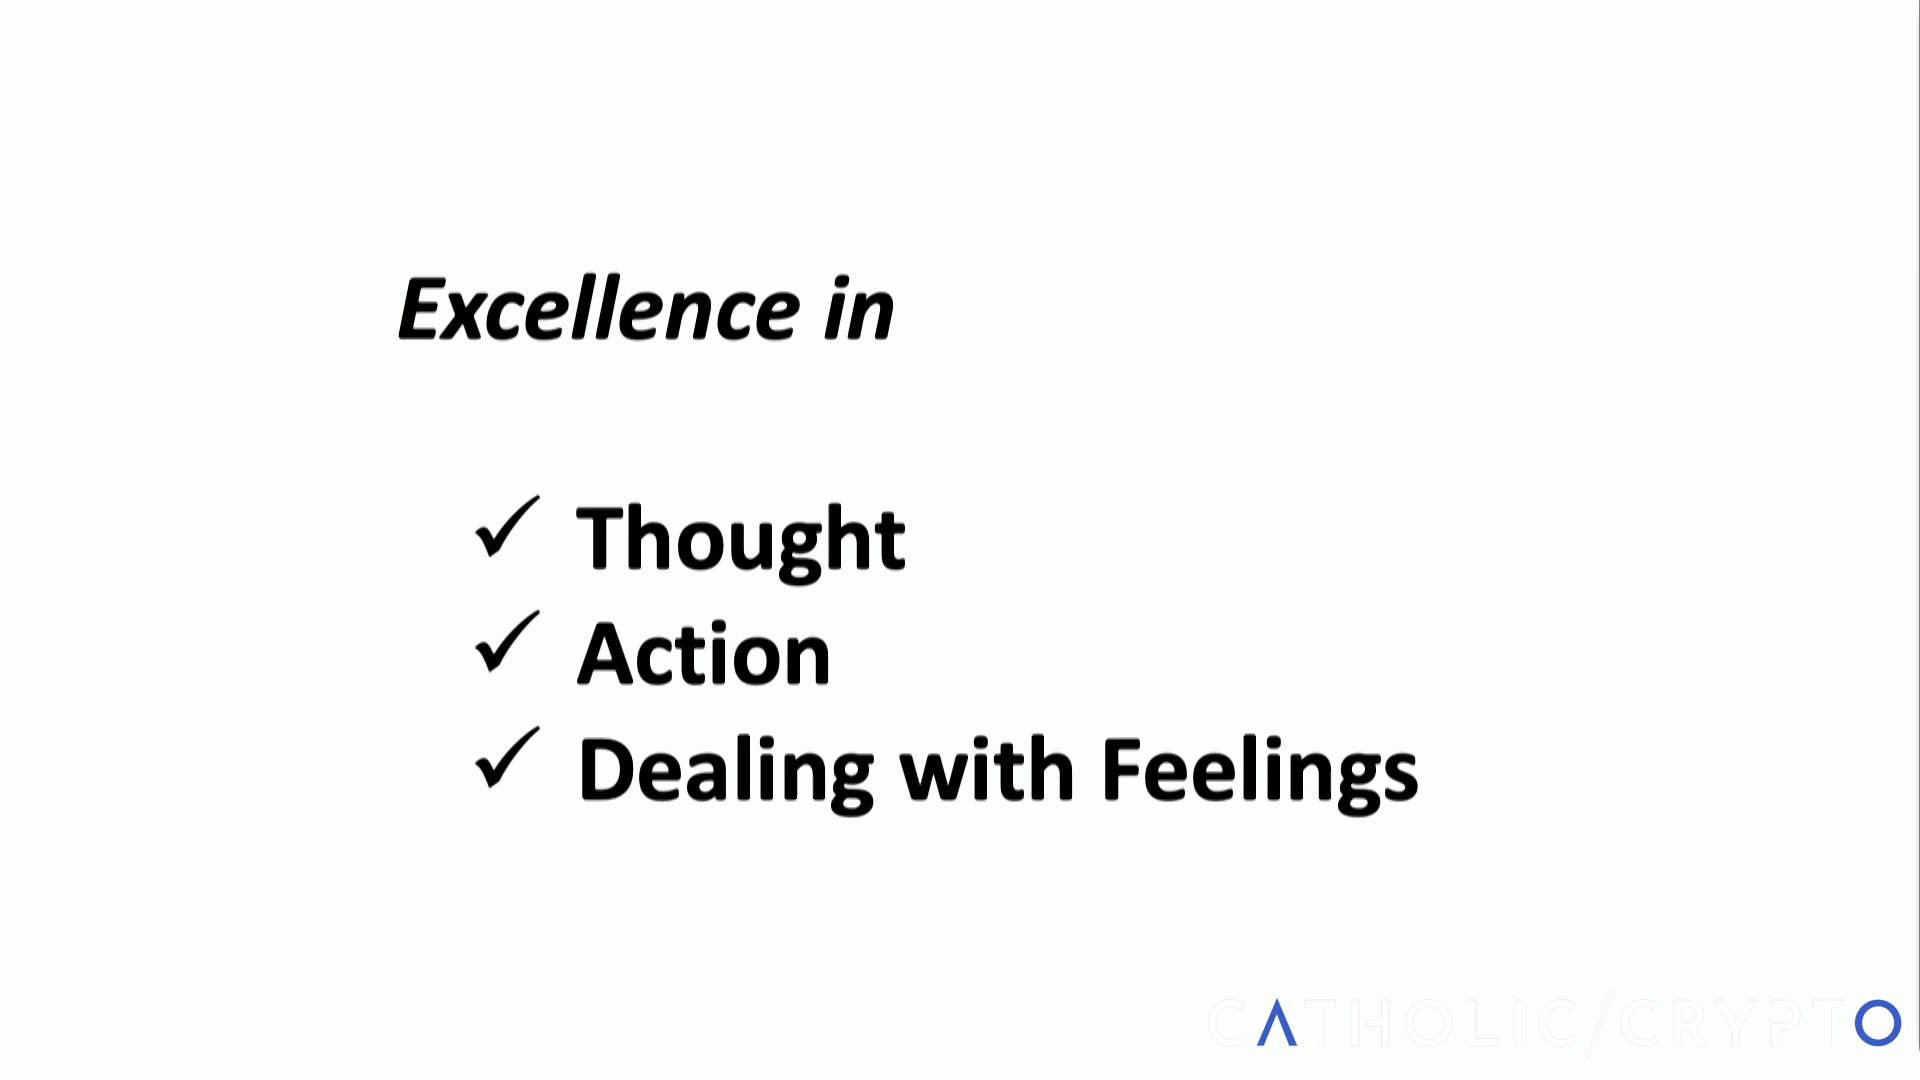 Excellence in
✓ Thought
✓ Action
✓ Dealing with Feelings
CATHOLIC/CRYPTO